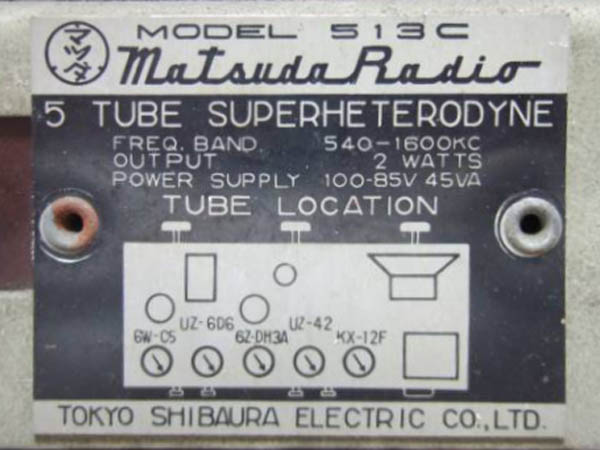 MODEL 513C
マツダ
Matsuda Radio
5 TUBE SUPERHETERODYNE
FREQ. BAND. 540-1600KC
OUTPUT 2 WATTS
POWER SUPPLY 100-85V 45VA
TUBE LOCATION
UZ-6D6 UZ-42
6W-C5 6Z-DH3A KX-12F
TOKYO SHIBAURA ELECTRIC CO., LTD.